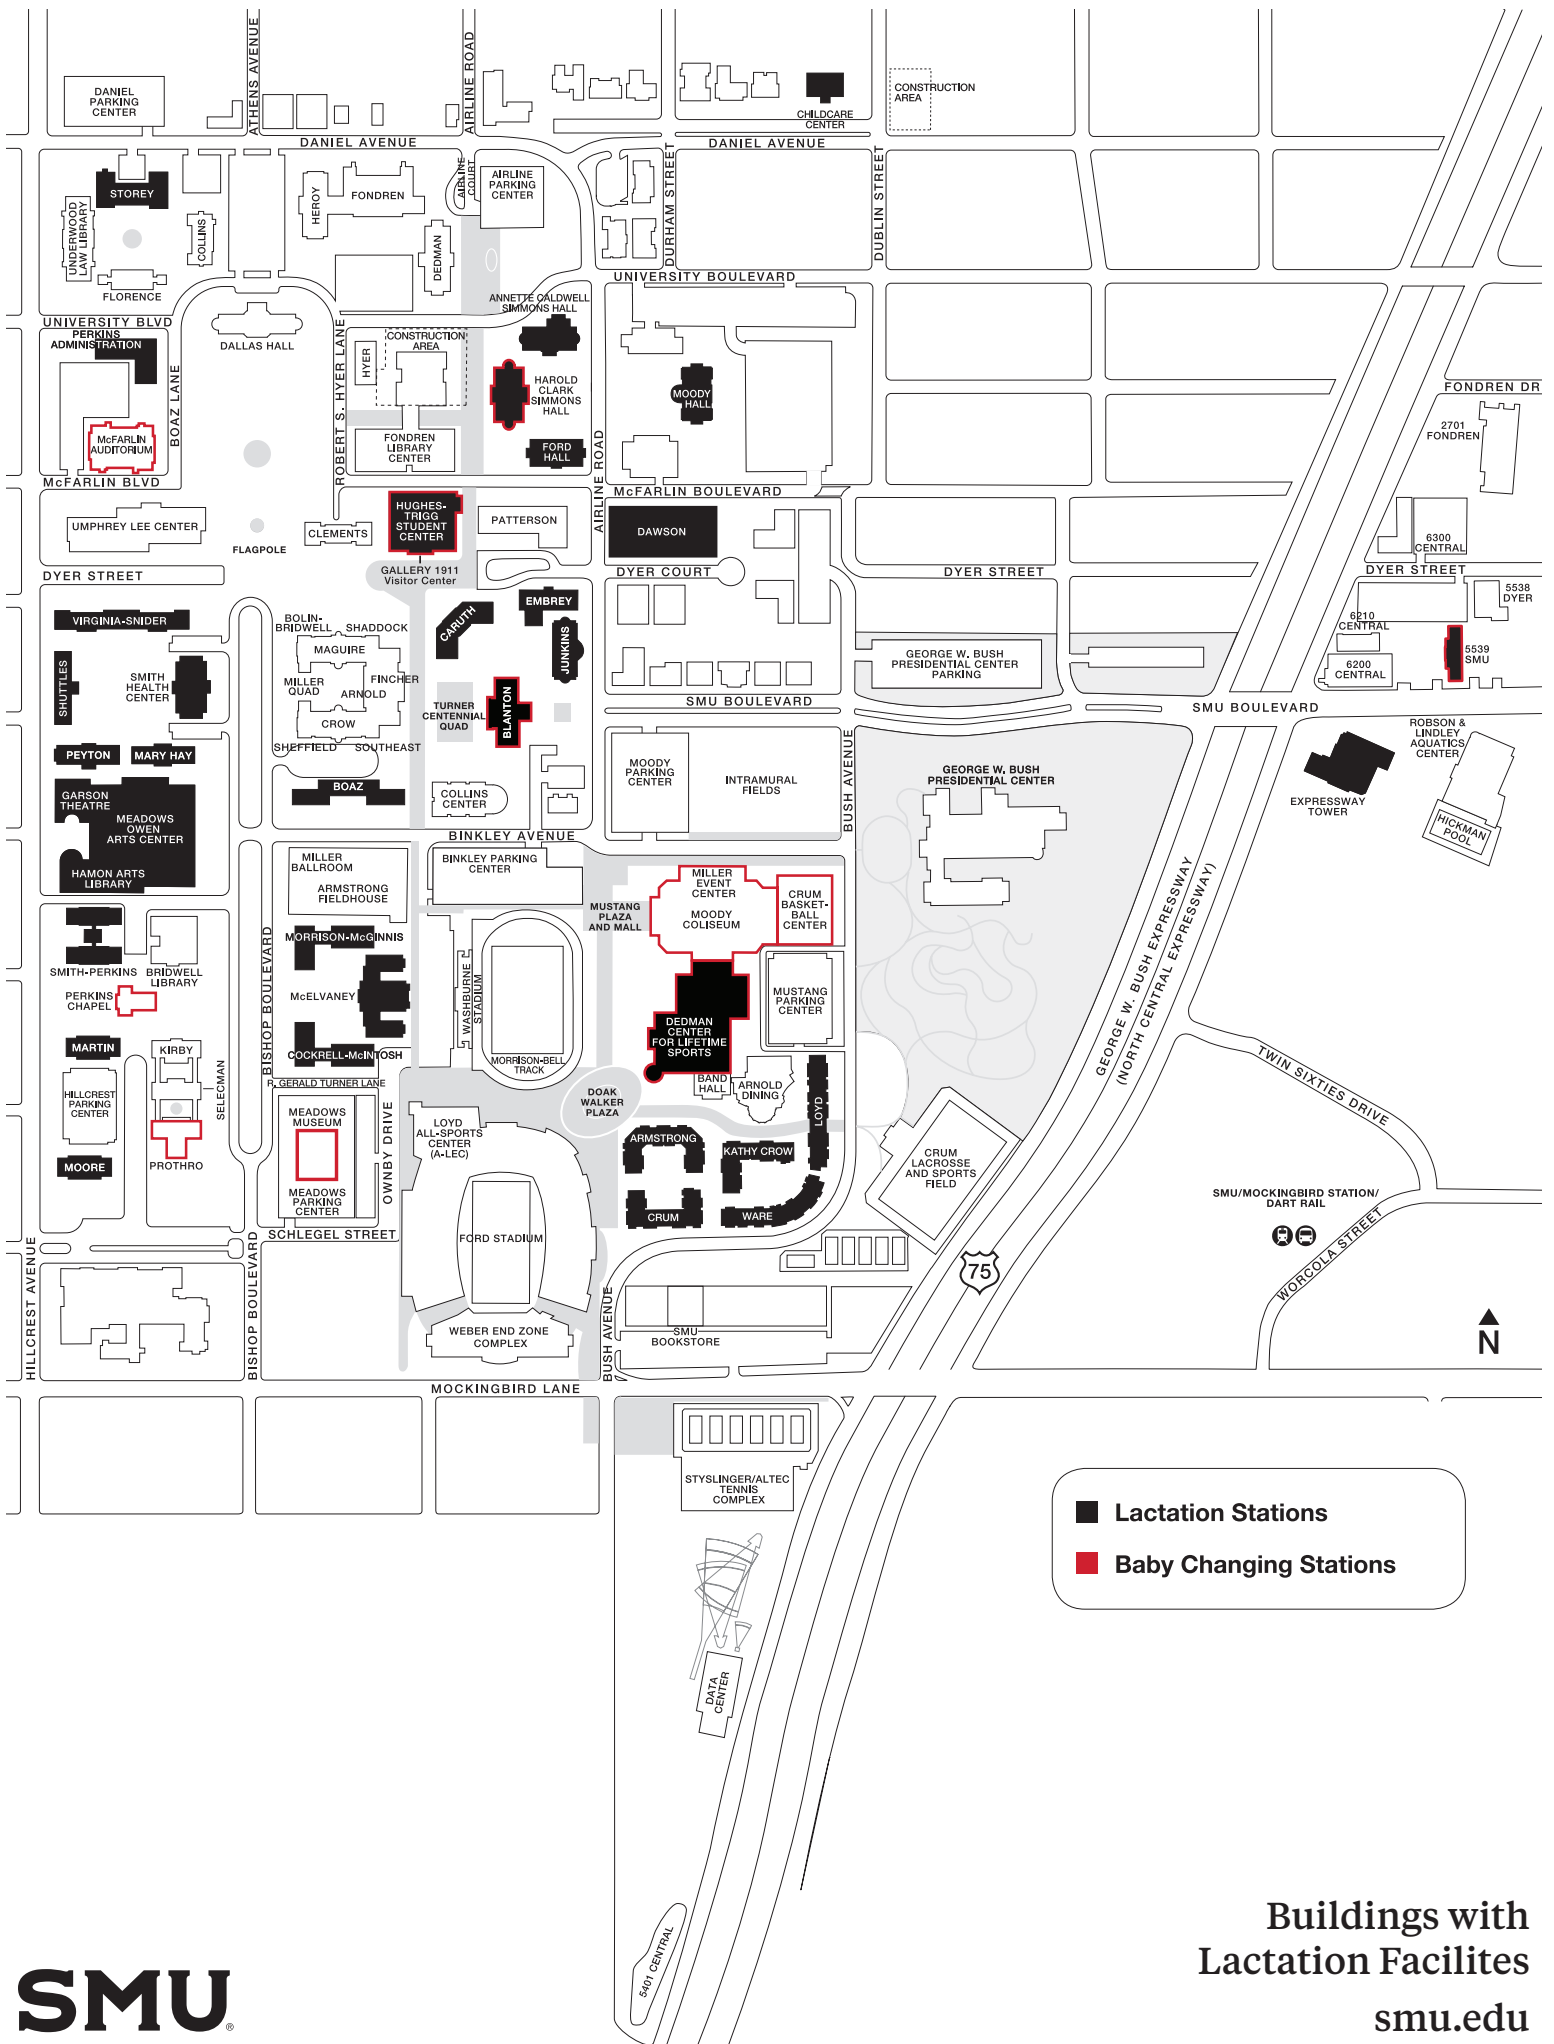 ATHENS AVENUE
AIRLINE ROAD
DANIEL
PARKING
CENTER
CHILDCARE
CENTER
CONSTRUCTION
AREA
DANIEL AVENUE
DANIEL AVENUE
STOREY
UNDERWOOD
LAW LIBRARY
COLLINS
FLORENCE
HEROY
FONDREN
AIRLINE
COURT
AIRLINE
PARKING
CENTER
DEDMAN
DURHAM STREET
DUBLIN STREET
UNIVERSITY BOULEVARD
ANNETTE CALDWELL
SIMMONS HALL
UNIVERSITY BLVD
PERKINS
ADMINISTRATION
DALLAS HALL
BOAZ LANE
ROBERT S. HYER LANE
HYER
CONSTRUCTION
AREA
HAROLD
CLARK
SIMMONS
HALL
MOODY
HALL
FONDREN DR
2701
FONDREN
McFARLIN
AUDITORIUM
FONDREN
LIBRARY
CENTER
FORD
HALL
AIRLINE ROAD
McFARLIN BLVD
McFARLIN BOULEVARD
UMPHREY LEE CENTER
FLAGPOLE
CLEMENTS
HUGHES-
TRIGG
STUDENT
CENTER
PATTERSON
DAWSON
6300
CENTRAL
GALLERY 1911
Visitor Center
DYER STREET
DYER COURT
DYER STREET
DYER STREET
5538
DYER
VIRGINIA-SNIDER
BOLIN-
BRIDWELL
SHADDOCK
MAGUIRE
CARUTH
EMBREY
JUNKINS
6210
CENTRAL
6200
CENTRAL
5539
SMU
SHUTTLES
SMITH
HEALTH
CENTER
MILLER
QUAD
FINCHER
ARNOLD
CROW
SHEFFIELD
SOUTHEAST
TURNER
CENTENNIAL
QUAD
BLANTON
GEORGE W. BUSH
PRESIDENTIAL CENTER
PARKING
SMU BOULEVARD
SMU BOULEVARD
PEYTON
MARY HAY
BOAZ
COLLINS
CENTER
MOODY
PARKING
CENTER
INTRAMURAL
FIELDS
BUSH AVENUE
GEORGE W. BUSH
PRESIDENTIAL CENTER
EXPRESSWAY
TOWER
ROBSON &
LINDLEY
AQUATICS
CENTER
HICKMAN
POOL
GARSON
THEATRE
MEADOWS
OWEN
ARTS CENTER
HAMON ARTS
LIBRARY
BINKLEY AVENUE
MILLER
BALLROOM
ARMSTRONG
FIELDHOUSE
BINKLEY PARKING
CENTER
MUSTANG
PLAZA
AND MALL
MILLER
EVENT
CENTER
MOODY
COLISEUM
CRUM
BASKET-
BALL
CENTER
GEORGE W. BUSH EXPRESSWAY
(NORTH CENTRAL EXPRESSWAY)
SMITH-PERKINS
BRIDWELL
LIBRARY
PERKINS
CHAPEL
BISHOP BOULEVARD
MORRISON-McGINNIS
McELVANEY
COCKRELL-McINTOSH
WASHBURNE
STADIUM
MORRISON-BELL
TRACK
DEDMAN
CENTER
FOR LIFETIME
SPORTS
MUSTANG
PARKING
CENTER
MARTIN
KIRBY
SELECMAN
HILLCREST
PARKING
CENTER
R. GERALD TURNER LANE
BAND
HALL
ARNOLD
DINING
LOYD
TWIN SIXTIES DRIVE
MEADOWS
MUSEUM
OWNBY DRIVE
LOYD
ALL-SPORTS
CENTER
(A-LEC)
DOAK
WALKER
PLAZA
MOORE
PROTHRO
ARMSTRONG
KATHY CROW
CRUM
LACROSSE
AND SPORTS
FIELD
MEADOWS
PARKING
CENTER
CRUM
WARE
SMU/MOCKINGBIRD STATION/
DART RAIL
SCHLEGEL STREET
FORD STADIUM
WORCOLA STREET
75
HILLCREST AVENUE
BISHOP BOULEVARD
BUSH AVENUE
WEBER END ZONE
COMPLEX
SMU
BOOKSTORE
N
MOCKINGBIRD LANE
STYSLINGER/ALTEC
TENNIS
COMPLEX
Lactation Stations
Baby Changing Stations
DATA
CENTER
5401 CENTRAL
Buildings with
Lactation Facilites
smu.edu
SMU®